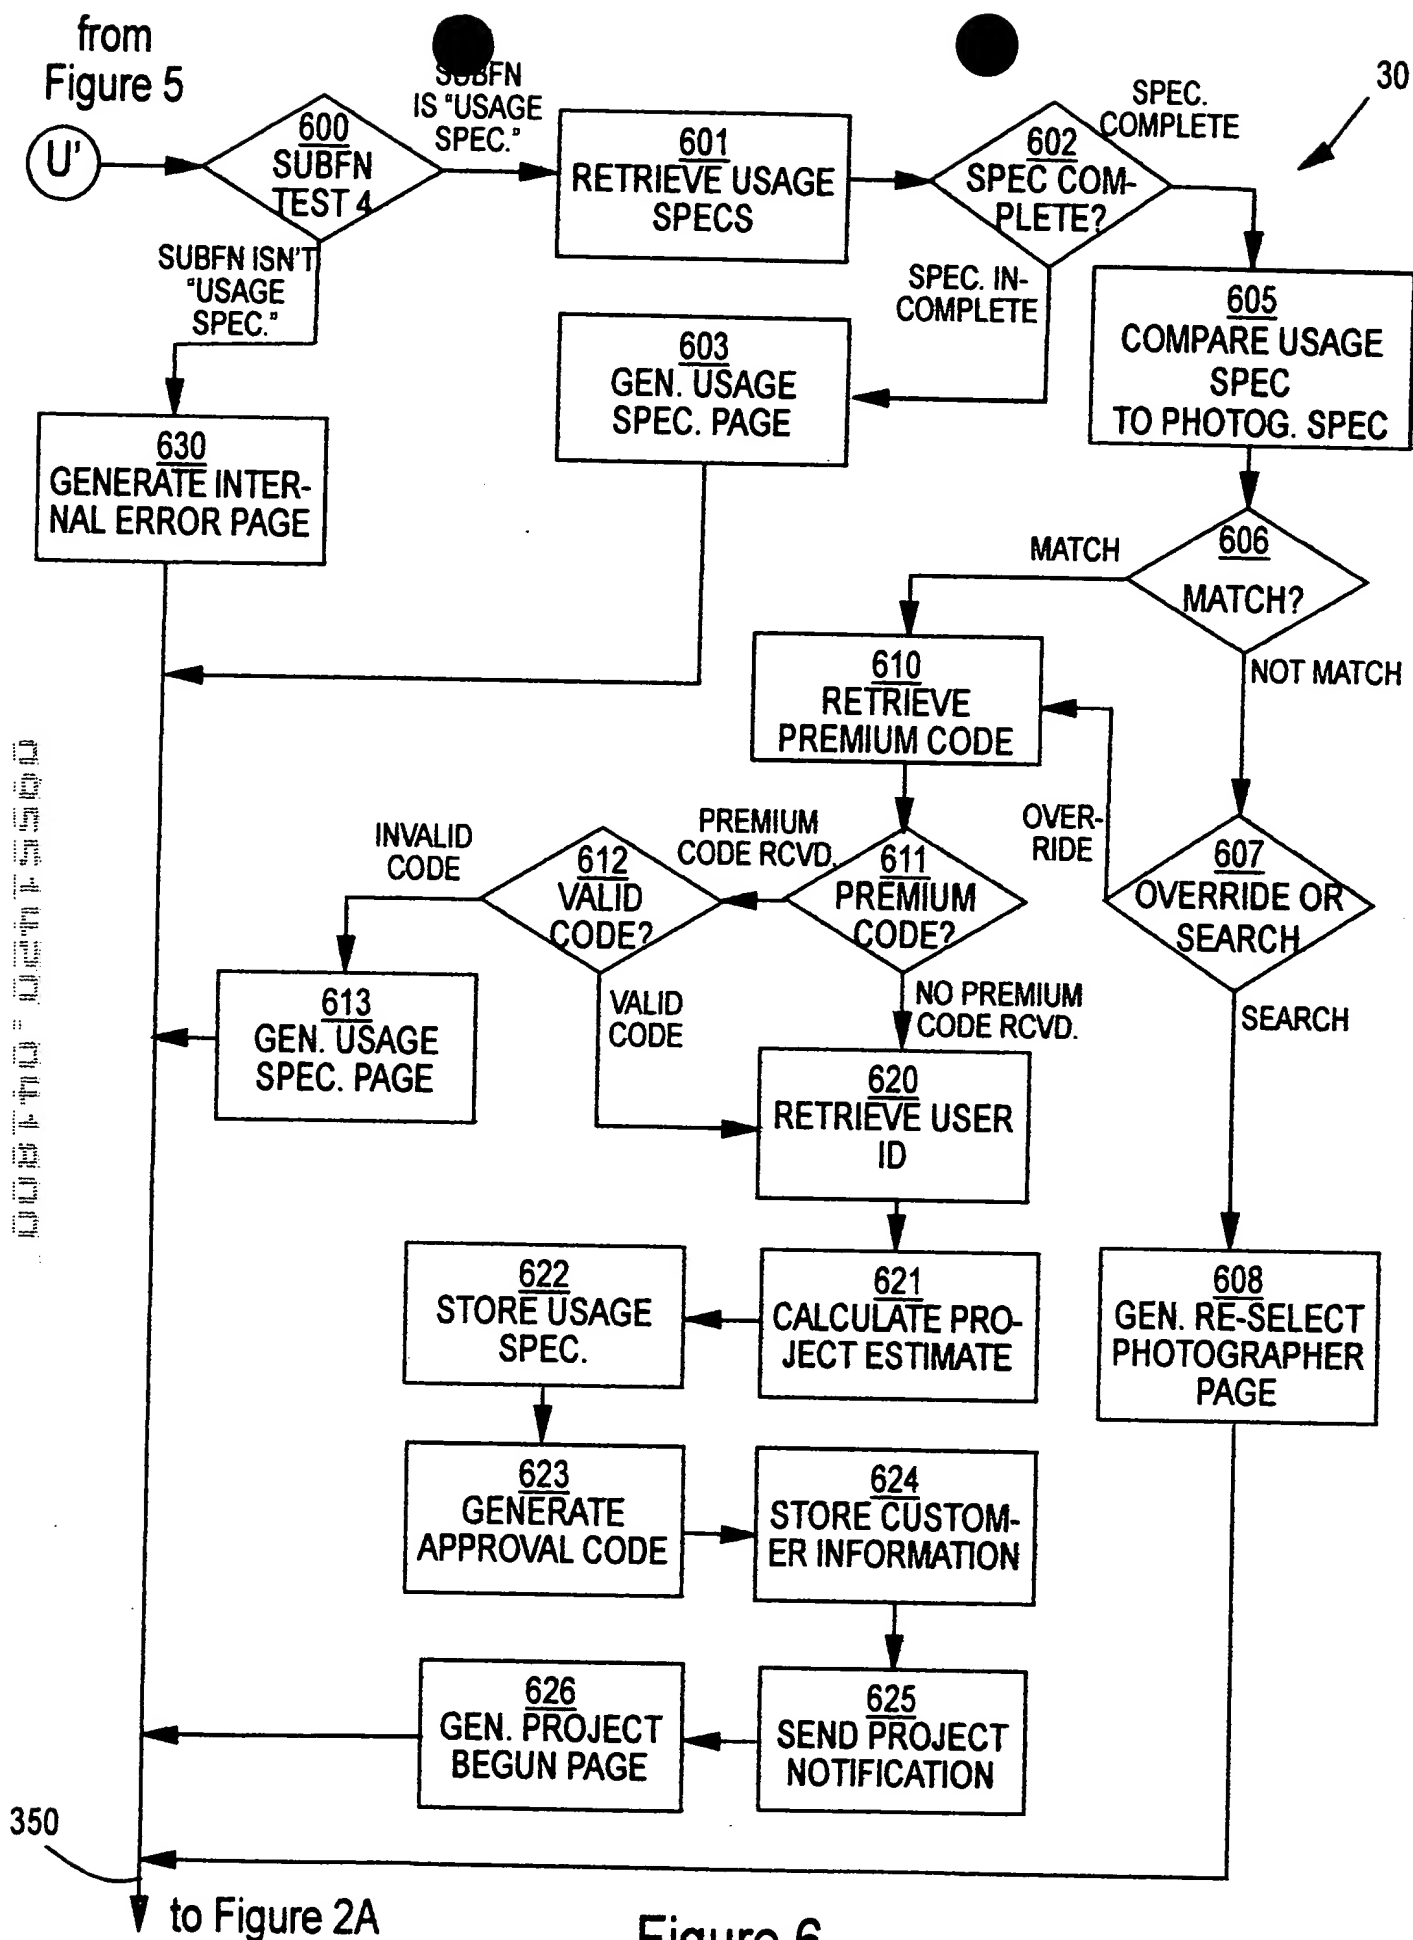 from
Figure 5
U'
600
SUBFN
TEST 4
SUBFN
IS "USAGE
SPEC."
601
RETRIEVE USAGE
SPECS
602
SPEC COM-
PLETE?
SPEC.
COMPLETE
30
SUBFN ISN'T
"USAGE
SPEC."
SPEC. IN-
COMPLETE
603
GEN. USAGE
SPEC. PAGE
605
COMPARE USAGE
SPEC
TO PHOTOG. SPEC
630
GENERATE INTER-
NAL ERROR PAGE
MATCH
606
MATCH?
NOT MATCH
610
RETRIEVE
PREMIUM CODE
OVER-
RIDE
607
OVERRIDE OR
SEARCH
SEARCH
INVALID
CODE
612
VALID
CODE?
PREMIUM
CODE RCVD.
611
PREMIUM
CODE?
613
GEN. USAGE
SPEC. PAGE
VALID
CODE
NO PREMIUM
CODE RCVD.
620
RETRIEVE USER
ID
622
STORE USAGE
SPEC.
621
CALCULATE PRO-
JECT ESTIMATE
608
GEN. RE-SELECT
PHOTOGRAPHER
PAGE
623
GENERATE
APPROVAL CODE
624
STORE CUSTOM-
ER INFORMATION
626
GEN. PROJECT
BEGUN PAGE
625
SEND PROJECT
NOTIFICATION
350
to Figure 2A
Figure 6